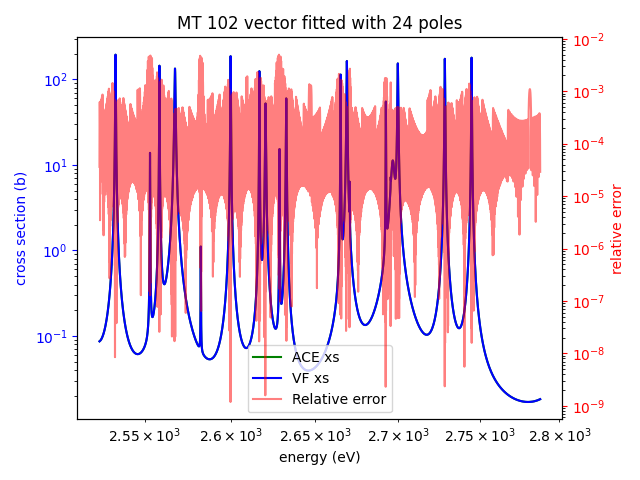 MT 102 vector fitted with 24 poles
cross section (b)
10²
10¹
10⁰
10⁻¹
10⁻²
10⁻³
10⁻⁴
10⁻⁵
10⁻⁶
10⁻⁷
10⁻⁸
10⁻⁹
relative error
ACE xs
VF xs
Relative error
2.55 × 10³ 2.6 × 10³ 2.65 × 10³ 2.7 × 10³ 2.75 × 10³ 2.8 × 10³
energy (eV)